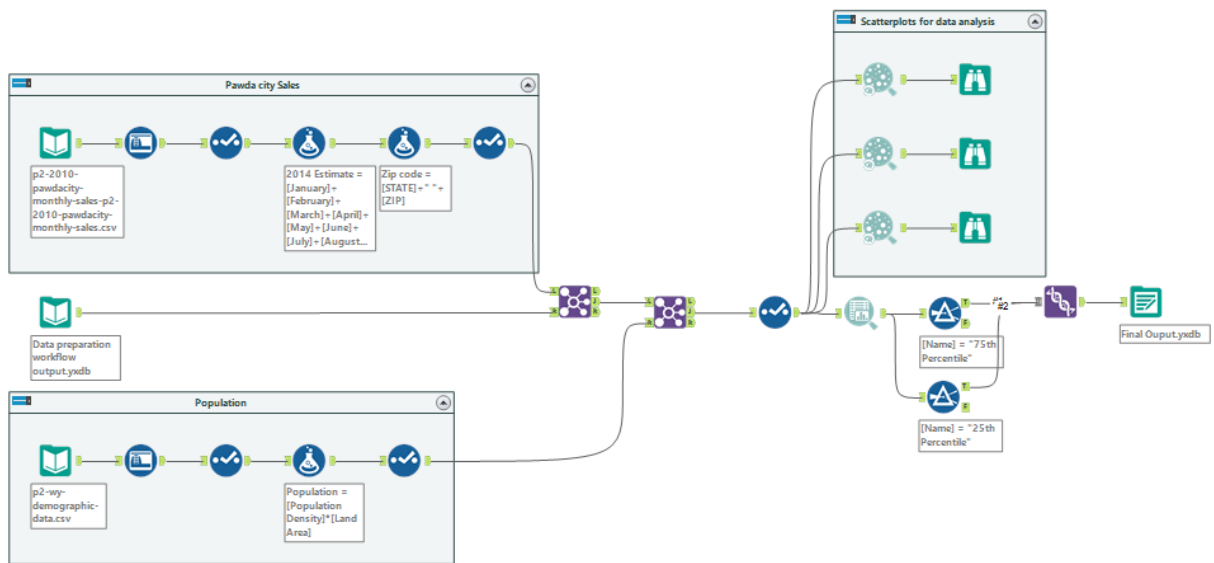 Scatterplots for data analysis
Pawda city Sales
p2-2010-
pawdacity-
monthly-sales-p2-
2010-pawdacity-
monthly-sales.csv
2014 Estimate =
[January]+
[February]+
[March]+[April]+
[May]+[June]+
[July]+[August...
Zip code =
[STATE]+" "+
[ZIP]
L
J
R
L
R
L
J
R
L
R
Data preparation
workflow
output.yxdb
T
F
[Name] = "75th
Percentile"
#2
Final Ouput.yxdb
T
F
[Name] = "25th
Percentile"
Population
p2-wy-
demographic-
data.csv
Population =
[Population
Density]*[Land
Area]